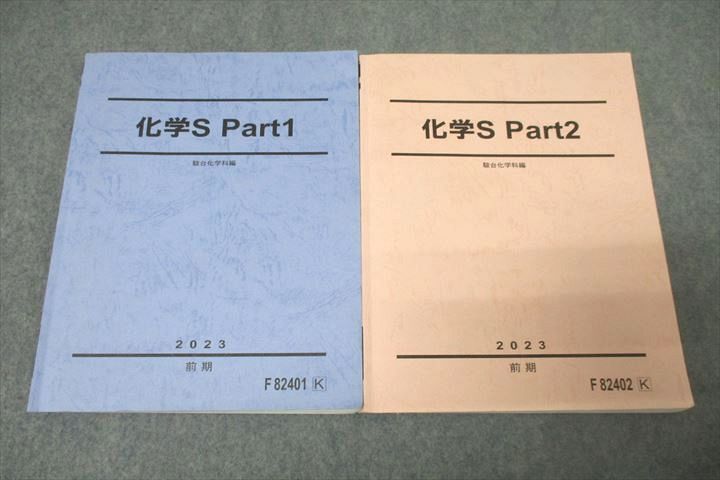 化学S Part1
駿台化学科編
2023
前期
F 82401 K
化学S Part2
駿台化学科編
2023
前期
F 82402 K